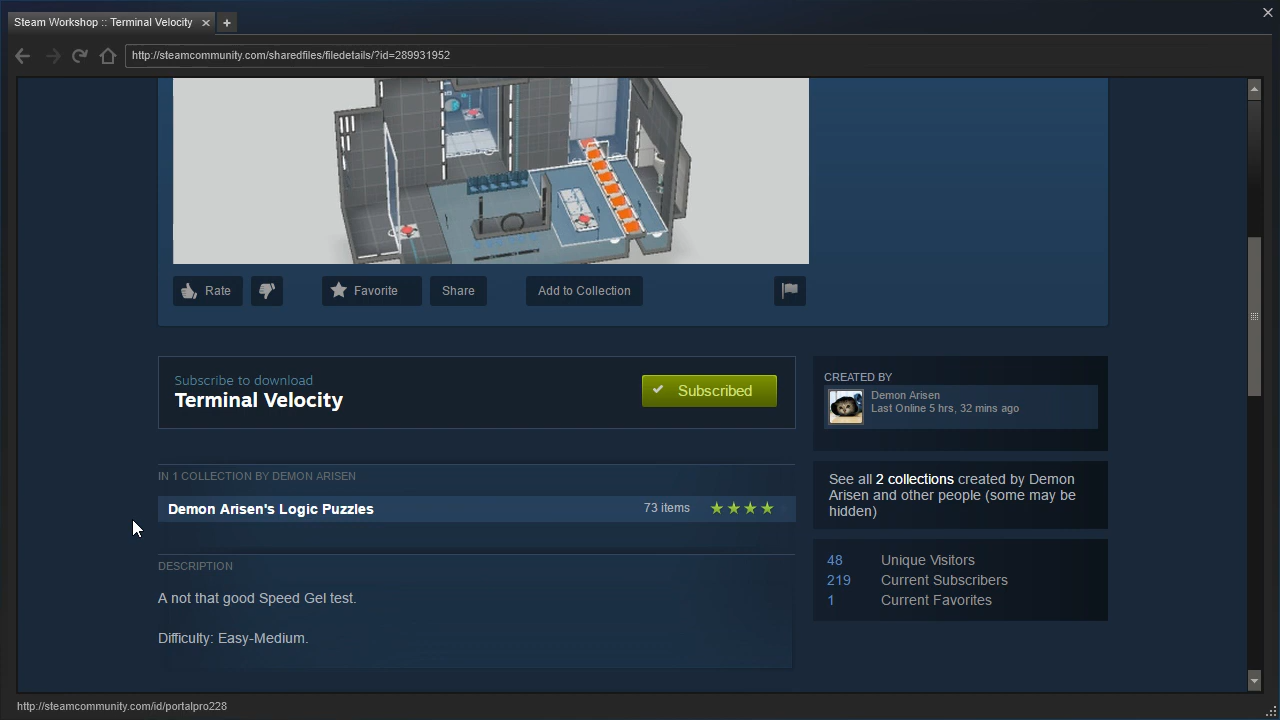 Steam Workshop :: Terminal Velocity
http://steamcommunity.com/sharedfiles/filedetails/?id=289931952
Rate
Favorite
Share
Add to Collection
Subscribe to download
Terminal Velocity
Subscribed
CREATED BY
Demon Arisen
Last Online 5 hrs, 32 mins ago
IN 1 COLLECTION BY DEMON ARISEN
Demon Arisen's Logic Puzzles
73 items
See all 2 collections created by Demon
Arisen and other people (some may be
hidden)
48 Unique Visitors
219 Current Subscribers
1 Current Favorites
DESCRIPTION
A not that good Speed Gel test.
Difficulty: Easy-Medium.
http://steamcommunity.com/id/portalpro228